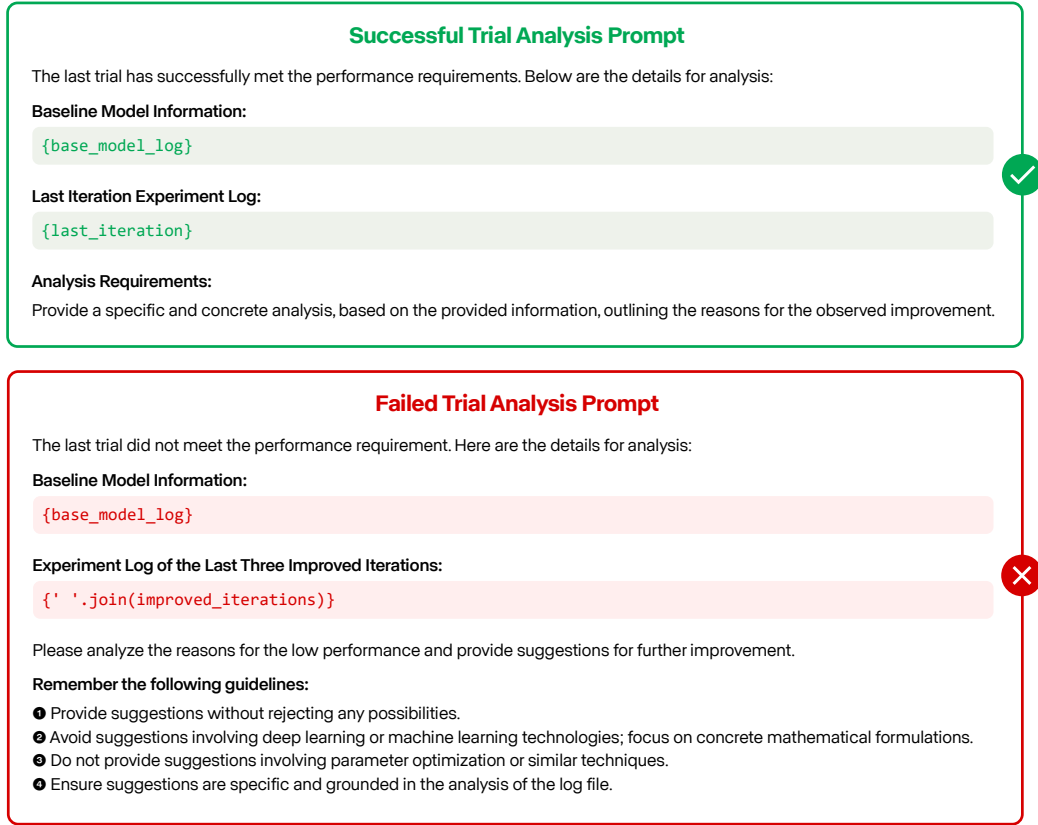 Successful Trial Analysis Prompt
The last trial has successfully met the performance requirements. Below are the details for analysis:
Baseline Model Information:
{base_model_log}
Last Iteration Experiment Log:
{last_iteration}
Analysis Requirements:
Provide a specific and concrete analysis, based on the provided information, outlining the reasons for the observed improvement.
Failed Trial Analysis Prompt
The last trial did not meet the performance requirement. Here are the details for analysis:
Baseline Model Information:
{base_model_log}
Experiment Log of the Last Three Improved Iterations:
{' '.join(improved_iterations)}
Please analyze the reasons for the low performance and provide suggestions for further improvement.
Remember the following guidelines:
❶ Provide suggestions without rejecting any possibilities.
❷ Avoid suggestions involving deep learning or machine learning technologies; focus on concrete mathematical formulations.
❸ Do not provide suggestions involving parameter optimization or similar techniques.
❹ Ensure suggestions are specific and grounded in the analysis of the log file.